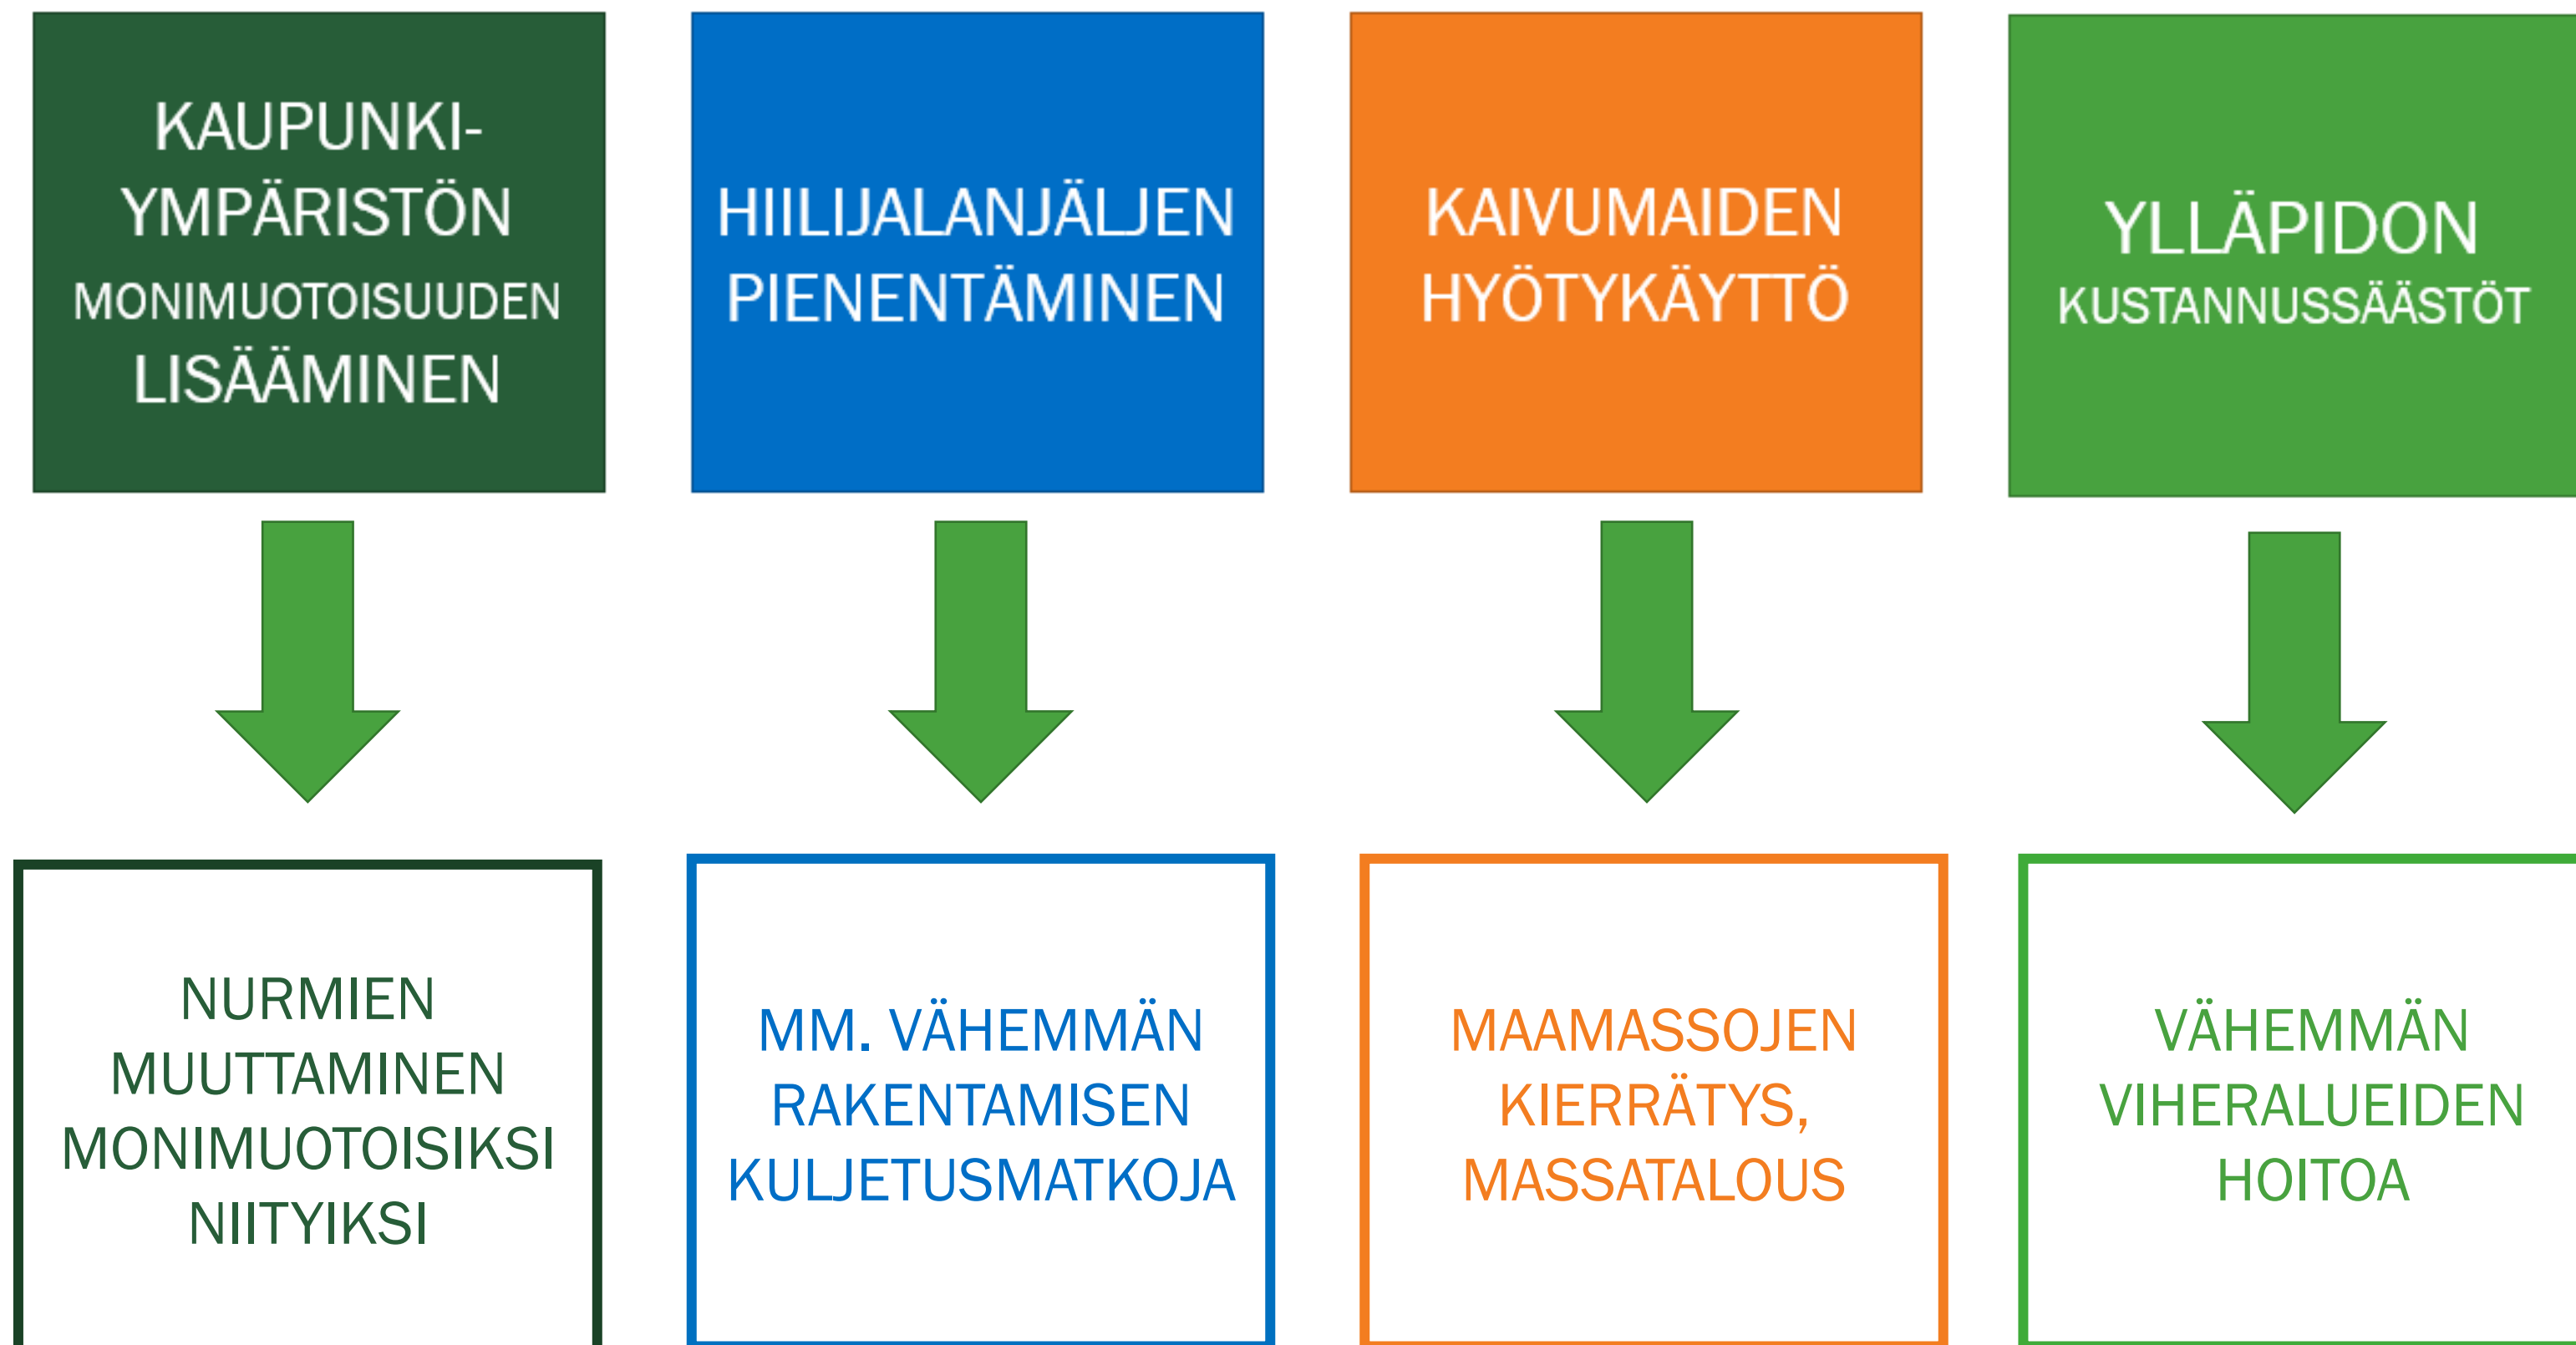 KAUPUNKI-
YMPÄRISTÖN
MONIMUOTOISUUDEN
LISÄÄMINEN
HIILIJALANJÄLJEN
PIENENTÄMINEN
KAIVUMAIDEN
HYÖTYKÄYTTÖ
YLLÄPIDON
KUSTANNUSSÄÄSTÖT
NURMIEN
MUUTTAMINEN
MONIMUOTOISIKSI
NIITYIKSI
MM. VÄHEMMÄN
RAKENTAMISEN
KULJETUSMATKOJA
MAAMASSOJEN
KIERRÄTYS,
MASSATALOUS
VÄHEMMÄN
VIHERALUEIDEN
HOITOA